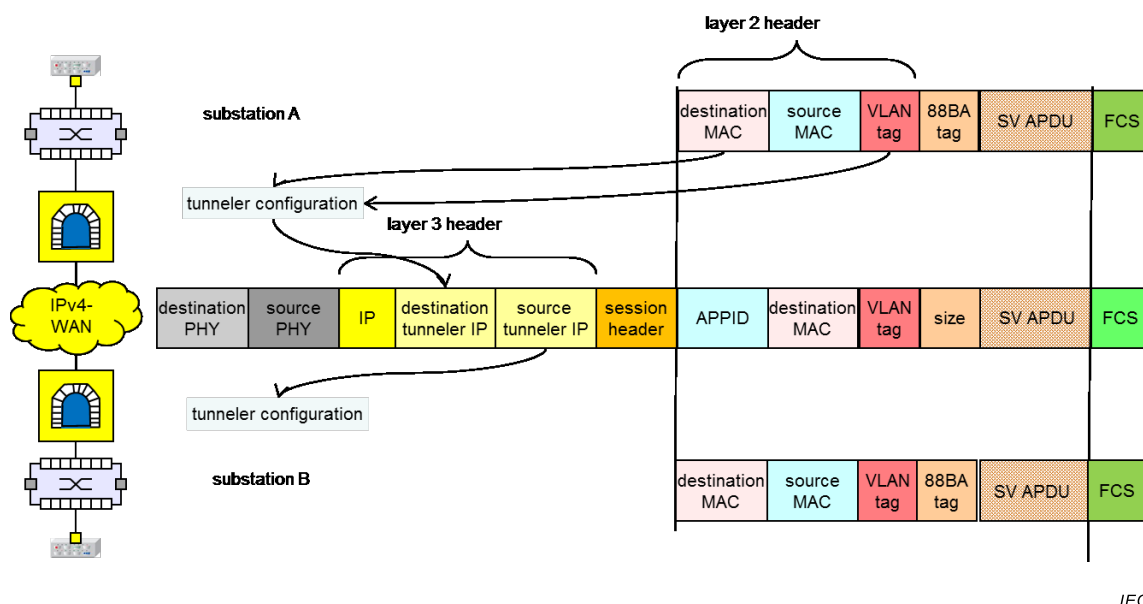 layer 2 header
substation A
destination
MAC
source
MAC
VLAN
tag
88BA
tag
SV APDU
FCS
tunneler configuration
layer 3 header
IPv4-
WAN
destination
PHY
source
PHY
IP
destination
tunneler IP
source
tunneler IP
session
header
APPID
destination
MAC
VLAN
tag
size
SV APDU
FCS
tunneler configuration
substation B
destination
MAC
source
MAC
VLAN
tag
88BA
tag
SV APDU
FCS